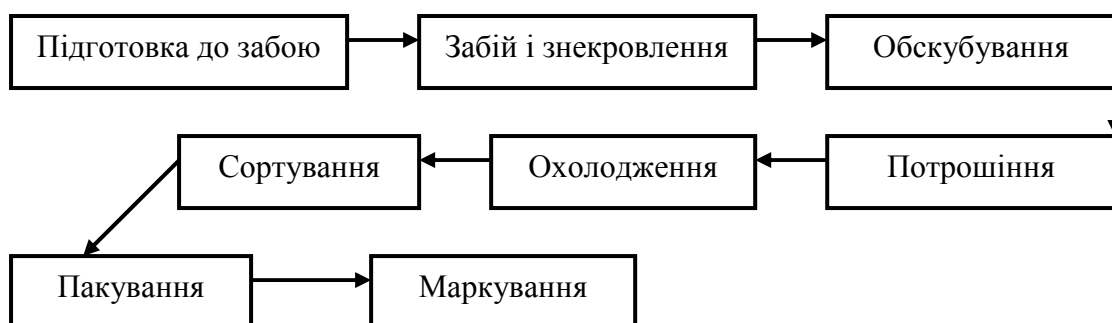 Підготовка до забою
Забій і знекровлення
Обскубування
Потрошіння
Охолодження
Сортування
Пакування
Маркування